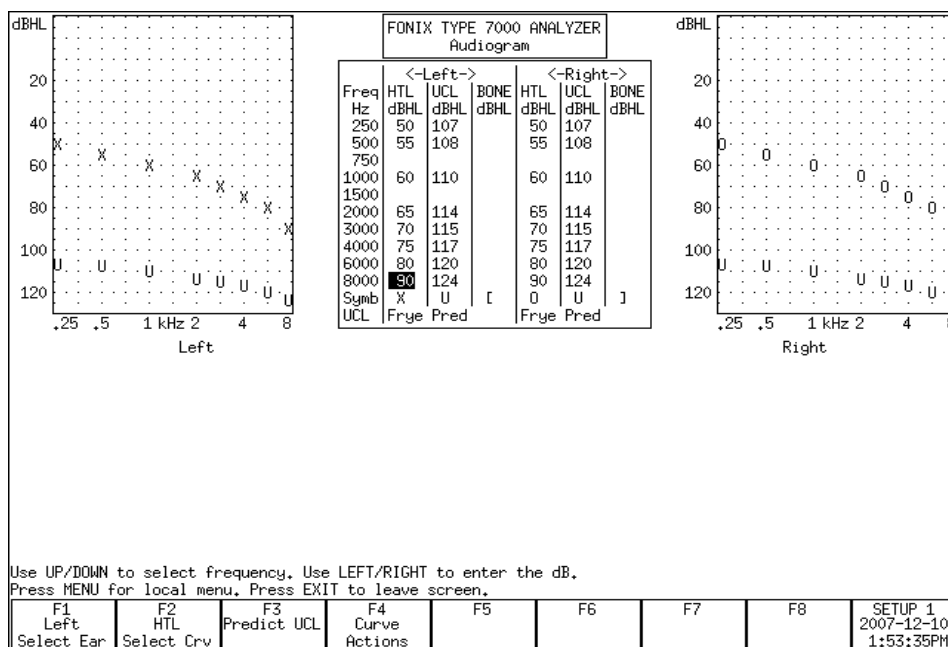 FONIX TYPE 7000 ANALYZER
Audiogram
dBHL
20
40
60
80
100
120
.25 .5 1 kHz 2 4 8
Left
<-Left-> <-Right->
Freq HTL UCL BONE HTL UCL BONE
Hz dBHL dBHL dBHL dBHL dBHL dBHL
250 50 107 50 107
500 55 108 55 108
750
1000 60 110 60 110
1500
2000 65 114 65 114
3000 70 115 70 115
4000 75 117 75 117
6000 80 120 80 120
8000 90 124 90 124
Symb X U [ O U ]
UCL Frye Pred Frye Pred
dBHL
20
40
60
80
100
120
.25 .5 1 kHz 2 4
Right
Use UP/DOWN to select frequency. Use LEFT/RIGHT to enter the dB.
Press MENU for local menu. Press EXIT to leave screen.
F1 F2 F3 F4 F5 F6 F7 F8 SETUP 1
Left HTL Predict UCL Curve 2007-12-10
Select Ear Select Crv Actions 1:53:35PM